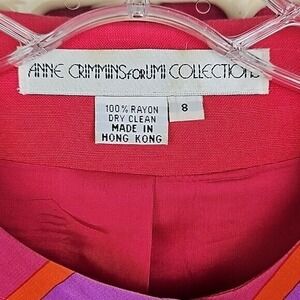 ANNE CRIMMINS FOR UMI COLLECTIONS
100% RAYON
DRY CLEAN
MADE IN
HONG KONG
8